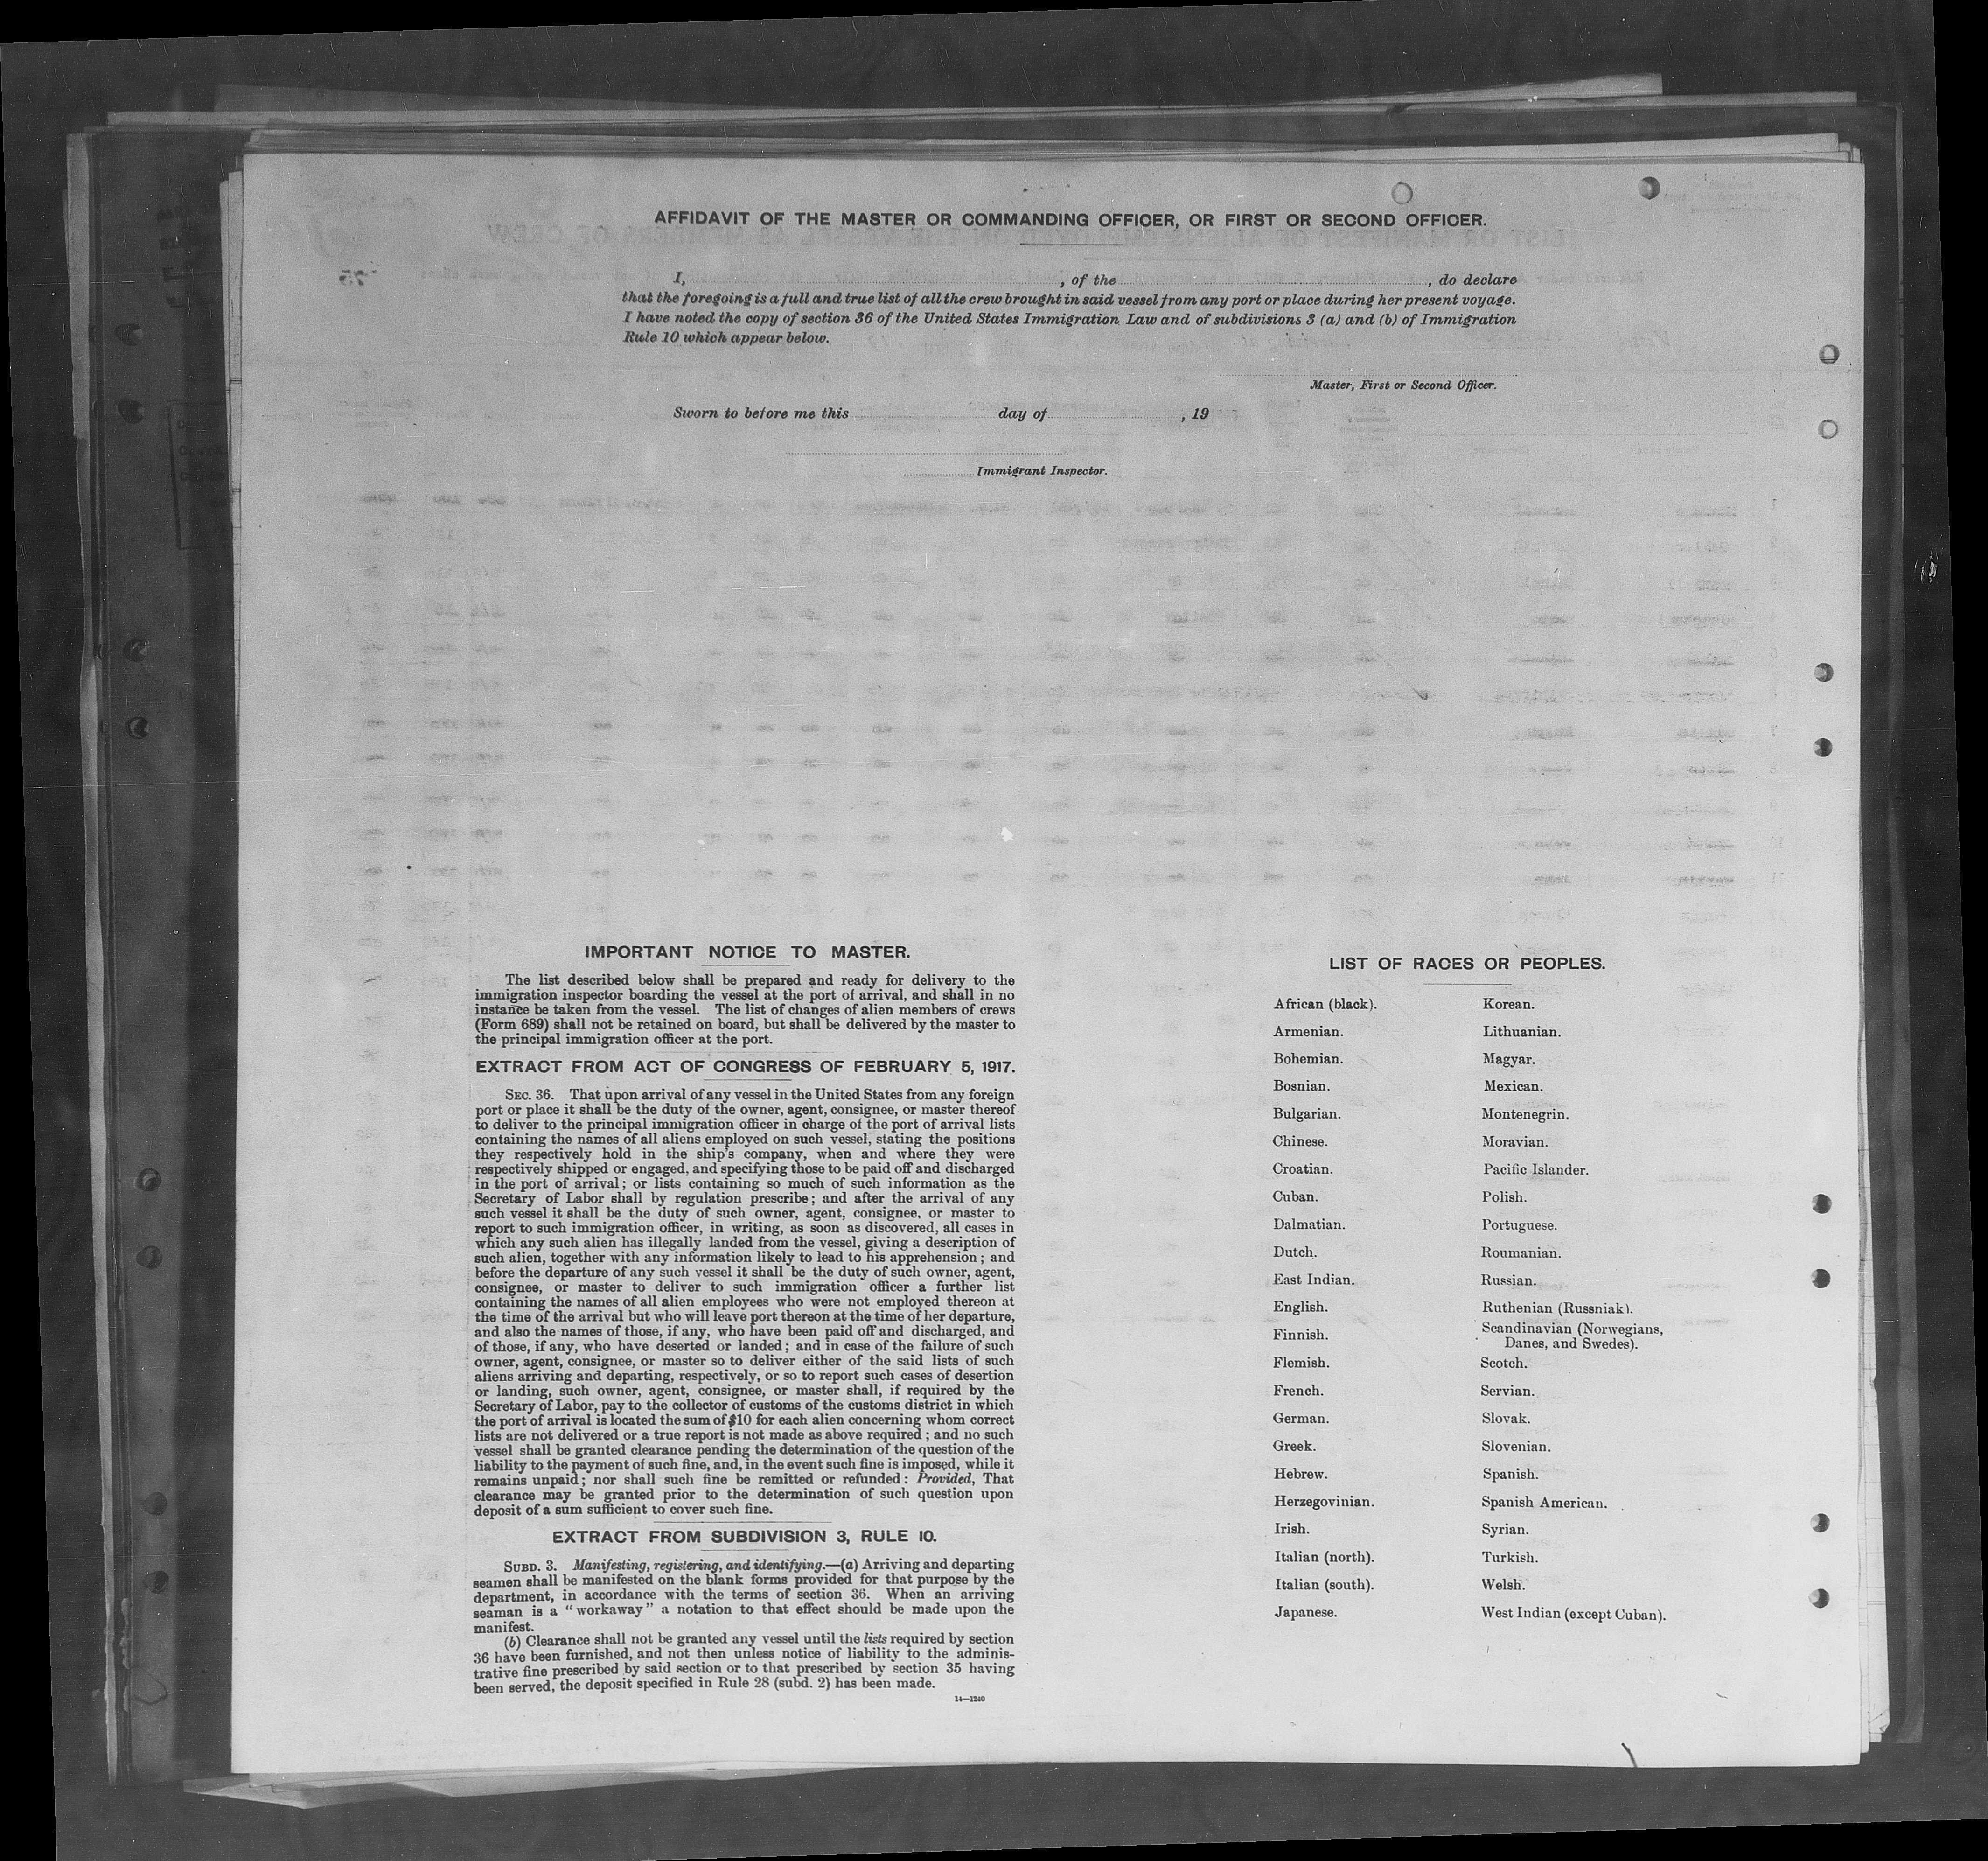 AFFIDAVIT OF THE MASTER OR COMMANDING OFFICER, OR FIRST OR SECOND OFFICER.
I, , of the , do declare
that the foregoing is a full and true list of all the crew brought in said vessel from any port or place during her present voyage.
I have noted the copy of section 36 of the United States Immigration Law and of subdivisions 3 (a) and (b) of Immigration
Rule 10 which appear below.
Master, First or Second Officer.
Sworn to before me this day of , 19
Immigrant Inspector.
IMPORTANT NOTICE TO MASTER.
The list described below shall be prepared and ready for delivery to the
immigration inspector boarding the vessel at the port of arrival, and shall in no
instance be taken from the vessel. The list of changes of alien members of crews
(Form 689) shall not be retained on board, but shall be delivered by the master to
the principal immigration officer at the port.
EXTRACT FROM ACT OF CONGRESS OF FEBRUARY 5, 1917.
SEC. 36. That upon arrival of any vessel in the United States from any foreign
port or place it shall be the duty of the owner, agent, consignee, or master thereof
to deliver to the principal immigration officer in charge of the port of arrival lists
containing the names of all aliens employed on such vessel, stating the positions
they respectively hold in the ship's company, when and where they were
respectively shipped or engaged, and specifying those to be paid off and discharged
in the port of arrival; or lists containing so much of such information as the
Secretary of Labor shall by regulation prescribe; and after the arrival of any
such vessel it shall be the duty of such owner, agent, consignee, or master to
report to such immigration officer, in writing, as soon as discovered, all cases in
which any such alien has illegally landed from the vessel, giving a description of
such alien, together with any information likely to lead to his apprehension; and
before the departure of any such vessel it shall be the duty of such owner, agent,
consignee, or master to deliver to such immigration officer a further list
containing the names of all alien employees who were not employed thereon at
the time of the arrival but who will leave port thereon at the time of her departure,
and also the names of those, if any, who have been paid off and discharged, and
of those, if any, who have deserted or landed; and in case of the failure of such
owner, agent, consignee, or master so to deliver either of the said lists of such
aliens arriving and departing, respectively, or so to report such cases of desertion
or landing, such owner, agent, consignee, or master shall, if required by the
Secretary of Labor, pay to the collector of customs of the customs district in which
the port of arrival is located the sum of $10 for each alien concerning whom correct
lists are not delivered or a true report is not made as above required; and no such
vessel shall be granted clearance pending the determination of the question of the
liability to the payment of such fine, and, in the event such fine is imposed, while it
remains unpaid; nor shall such fine be remitted or refunded: Provided, That
clearance may be granted prior to the determination of such question upon
deposit of a sum sufficient to cover such fine.
EXTRACT FROM SUBDIVISION 3, RULE 10.
SUBD. 3. Manifesting, registering, and identifying.—(a) Arriving and departing
seamen shall be manifested on the blank forms provided for that purpose by the
department, in accordance with the terms of section 36. When an arriving
seaman is a "workaway" a notation to that effect should be made upon the
manifest.
(b) Clearance shall not be granted any vessel until the lists required by section
36 have been furnished, and not then unless notice of liability to the adminis-
trative fine prescribed by said section or to that prescribed by section 35 having
been served, the deposit specified in Rule 28 (subd. 2) has been made.
14—1240
LIST OF RACES OR PEOPLES.
African (black).
Armenian.
Bohemian.
Bosnian.
Bulgarian.
Chinese.
Croatian.
Cuban.
Dalmatian.
Dutch.
East Indian.
English.
Finnish.
Flemish.
French.
German.
Greek.
Hebrew.
Herzegovinian.
Irish.
Italian (north).
Italian (south).
Japanese.
Korean.
Lithuanian.
Magyar.
Mexican.
Montenegrin.
Moravian.
Pacific Islander.
Polish.
Portuguese.
Roumanian.
Russian.
Ruthenian (Russniak).
Scandinavian (Norwegians,
Danes, and Swedes).
Scotch.
Servian.
Slovak.
Slovenian.
Spanish.
Spanish American.
Syrian.
Turkish.
Welsh.
West Indian (except Cuban).